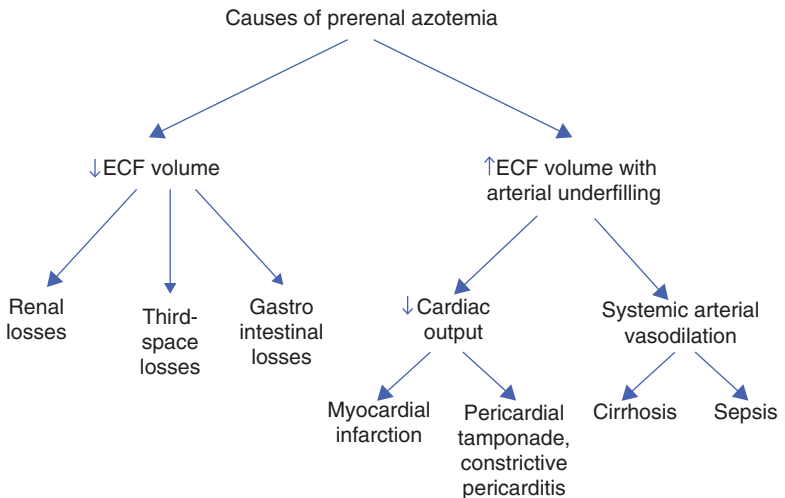 Causes of prerenal azotemia
↓ECF volume
↑ECF volume with
arterial underfilling
Renal
losses
Third-
space
losses
Gastro
intestinal
losses
↓Cardiac
output
Systemic arterial
vasodilation
Myocardial
infarction
Pericardial
tamponade,
constrictive
pericarditis
Cirrhosis
Sepsis